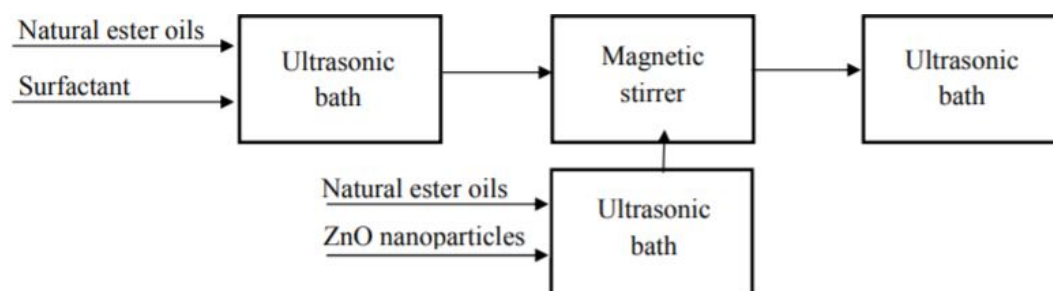 Natural ester oils
Surfactant
Ultrasonic
bath
Magnetic
stirrer
Ultrasonic
bath
Natural ester oils
ZnO nanoparticles
Ultrasonic
bath